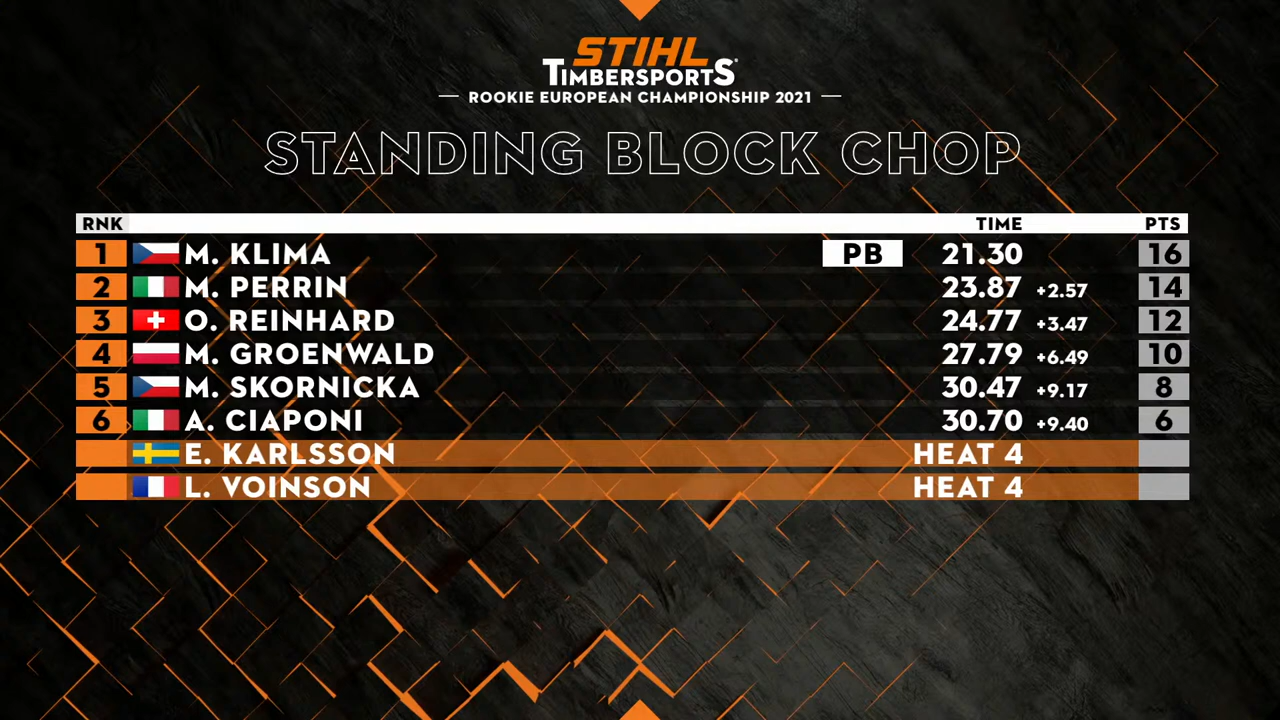 STIHL
TIMBERSPORTS®
ROOKIE EUROPEAN CHAMPIONSHIP 2021
STANDING BLOCK CHOP
RNK TIME PTS
1 M. KLIMA PB 21.30 16
2 M. PERRIN 23.87 +2.57 14
3 O. REINHARD 24.77 +3.47 12
4 M. GROENWALD 27.79 +6.49 10
5 M. SKORNICKA 30.47 +9.17 8
6 A. CIAPONI 30.70 +9.40 6
E. KARLSSON HEAT 4
L. VOINSON HEAT 4